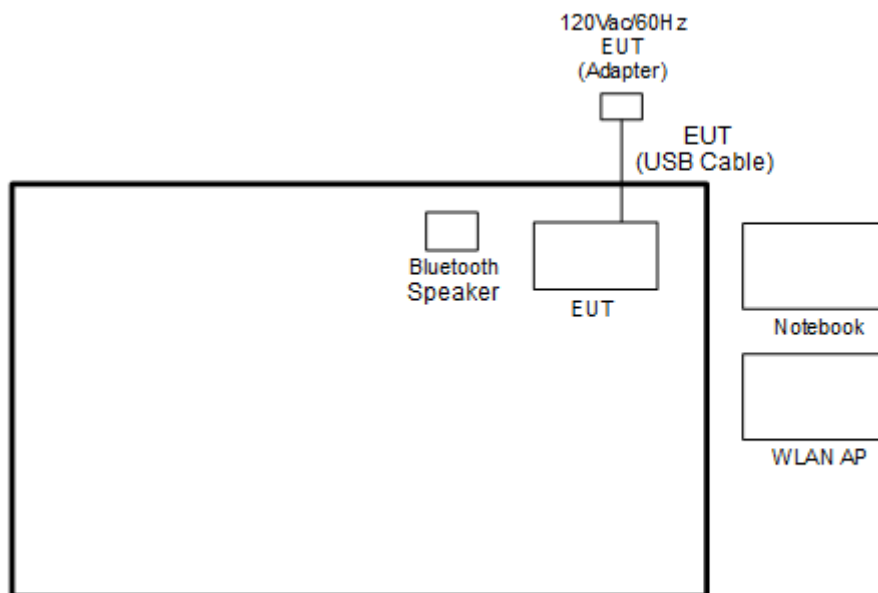 120Vac/60Hz
EUT
(Adapter)
EUT
(USB Cable)
Bluetooth
Speaker
EUT
Notebook
WLAN AP